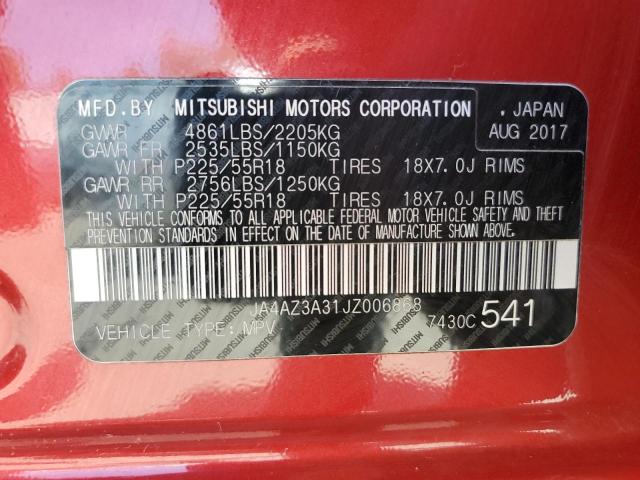 MFD.BY MITSUBISHI MOTORS CORPORATION . JAPAN
GVWR 4861LBS/2205KG AUG 2017
GAWR FR 2535LBS/1150KG
WITH P225/55R18 TIRES 18X7.0J RIMS
GAWR RR 2756LBS/1250KG
WITH P225/55R18 TIRES 18X7.0J RIMS
THIS VEHICLE CONFORMS TO ALL APPLICABLE FEDERAL MOTOR VEHICLE SAFETY AND THEFT
PREVENTION STANDARDS IN EFFECT ON THE DATE OF MANUFACTURE SHOWN ABOVE.
JA4AZ3A31JZ006868
VEHICLE TYPE:MPV 7430C 541